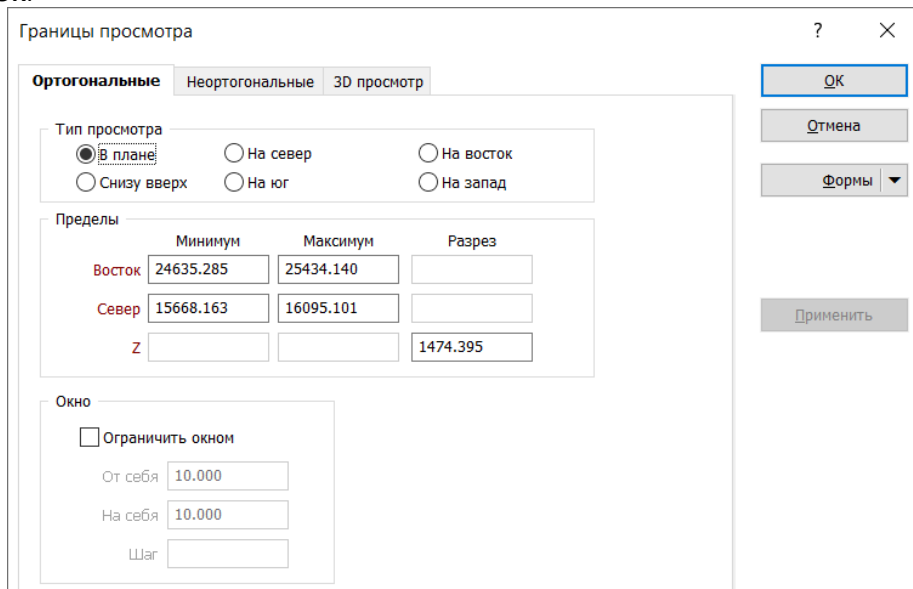 Границы просмотра ? ×
Ортогональные Неортогональные 3D просмотр
OK
Отмена
Формы
Применить
Тип просмотра
В плане На север На восток
Снизу вверх На юг На запад
Пределы
Минимум Максимум Разрез
Восток 24635.285 25434.140
Север 15668.163 16095.101
Z 1474.395
Окно
Ограничить окном
От себя 10.000
На себя 10.000
Шаг